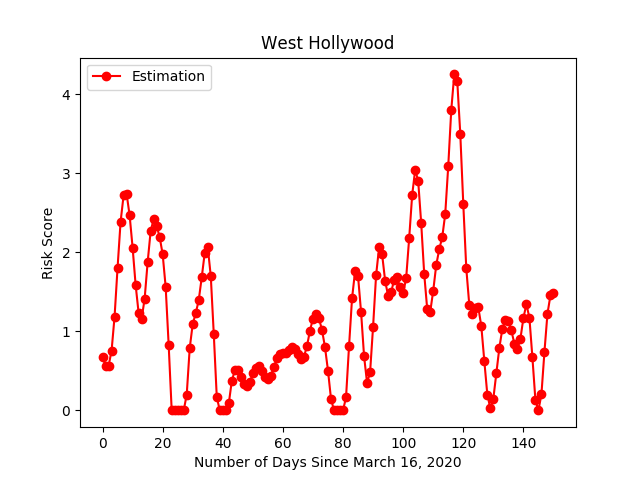 West Hollywood
Estimation
Risk Score
4
3
2
1
0
0 20 40 60 80 100 120 140
Number of Days Since March 16, 2020